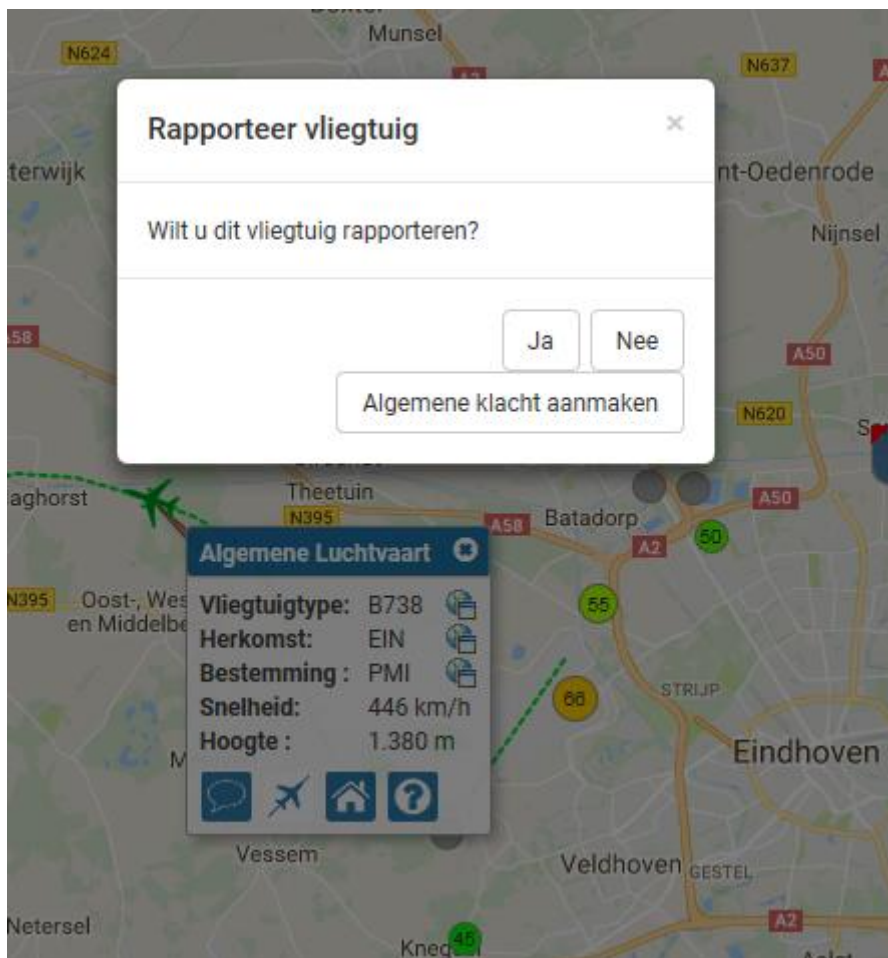 Munsel
N624
N637
A2
Rapporteer vliegtuig
×
terwijk
nt-Oedenrode
Wilt u dit vliegtuig rapporteren?
Nijnsel
58
Ja
Nee
A50
Algemene klacht aanmaken
N620
aghorst
Theetuin
N395
A58
Batadorp
A50
A2
50
Algemene Luchtvaart
N395
Oost-, Wes
en Middelbe
Vliegtuigtype: B738
55
Herkomst: EIN
Bestemming : PMI
Snelheid: 446 km/h
66
STRIJP
Hoogte : 1.380 m
M
Eindhoven
?
Vessem
Veldhoven
GESTEL
Netersel
A2
Kneg
45